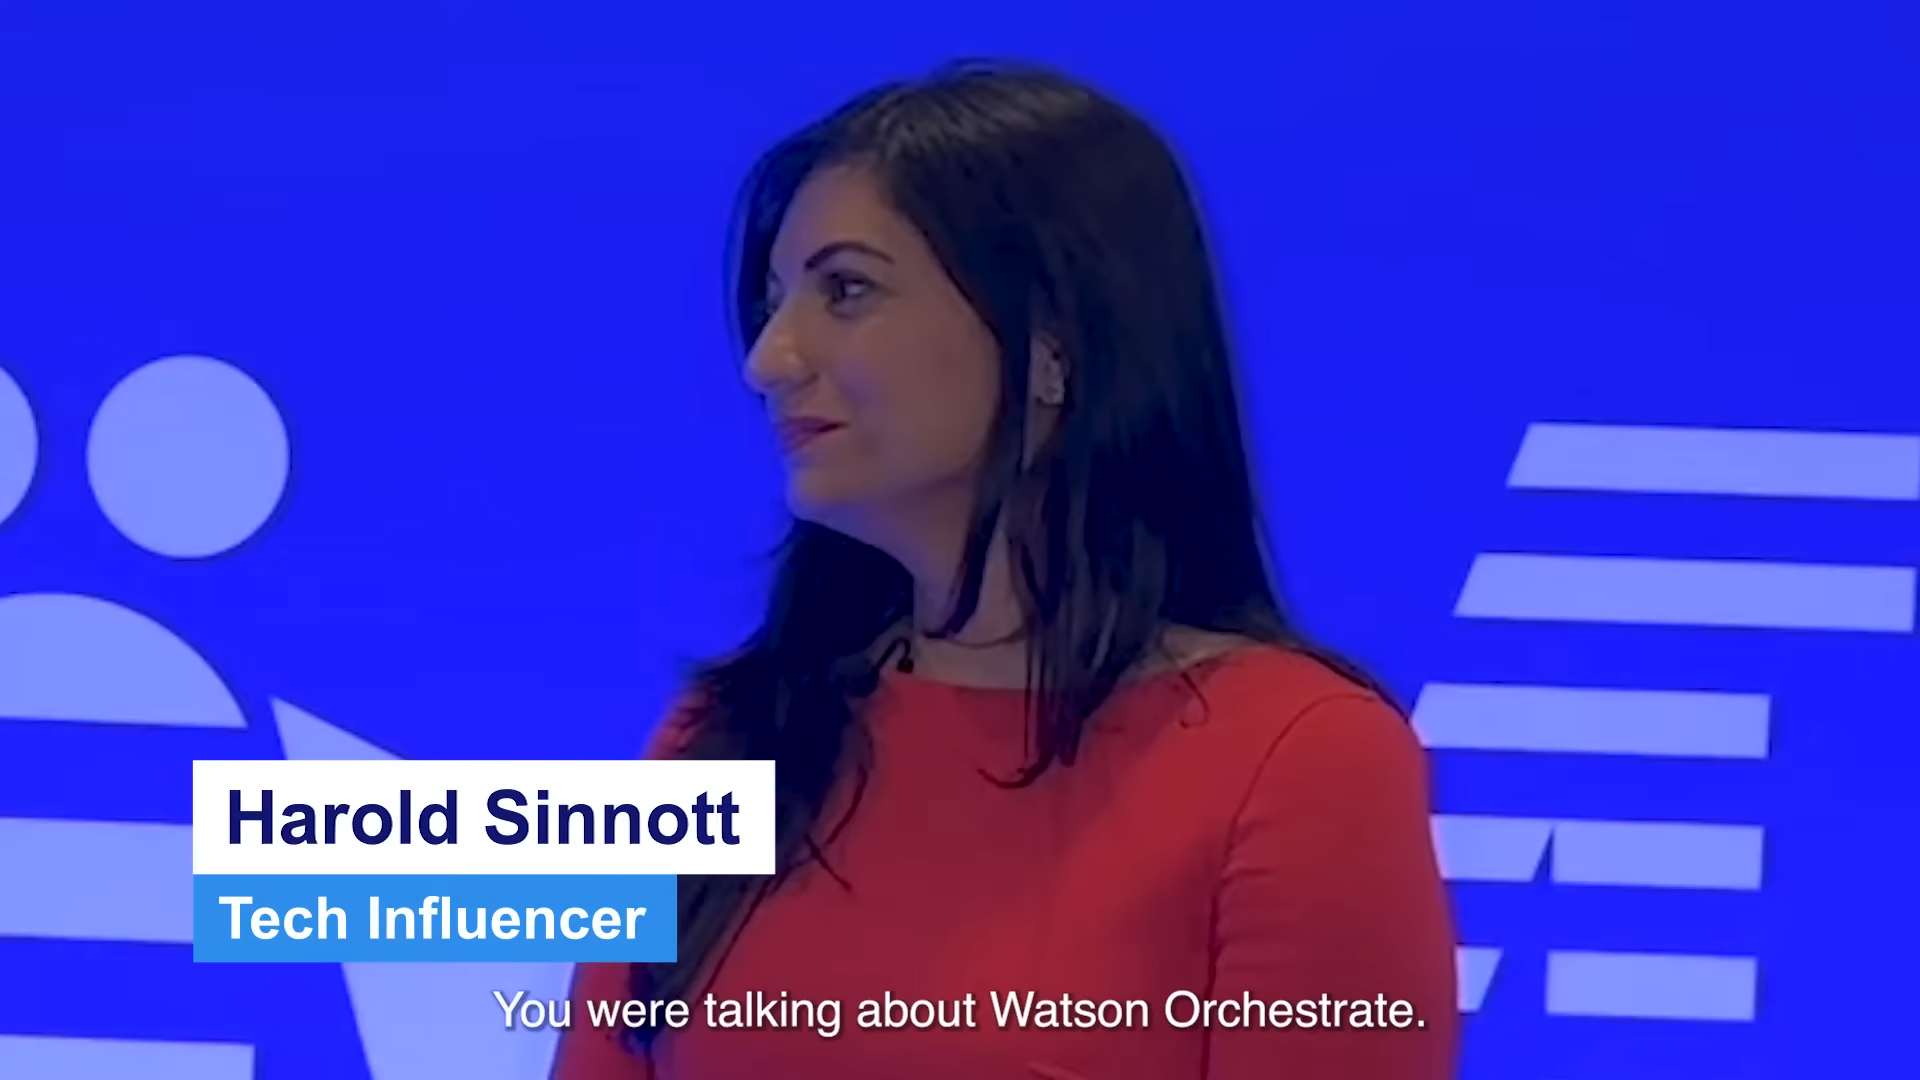 Harold Sinnott
Tech Influencer
You were talking about Watson Orchestrate.